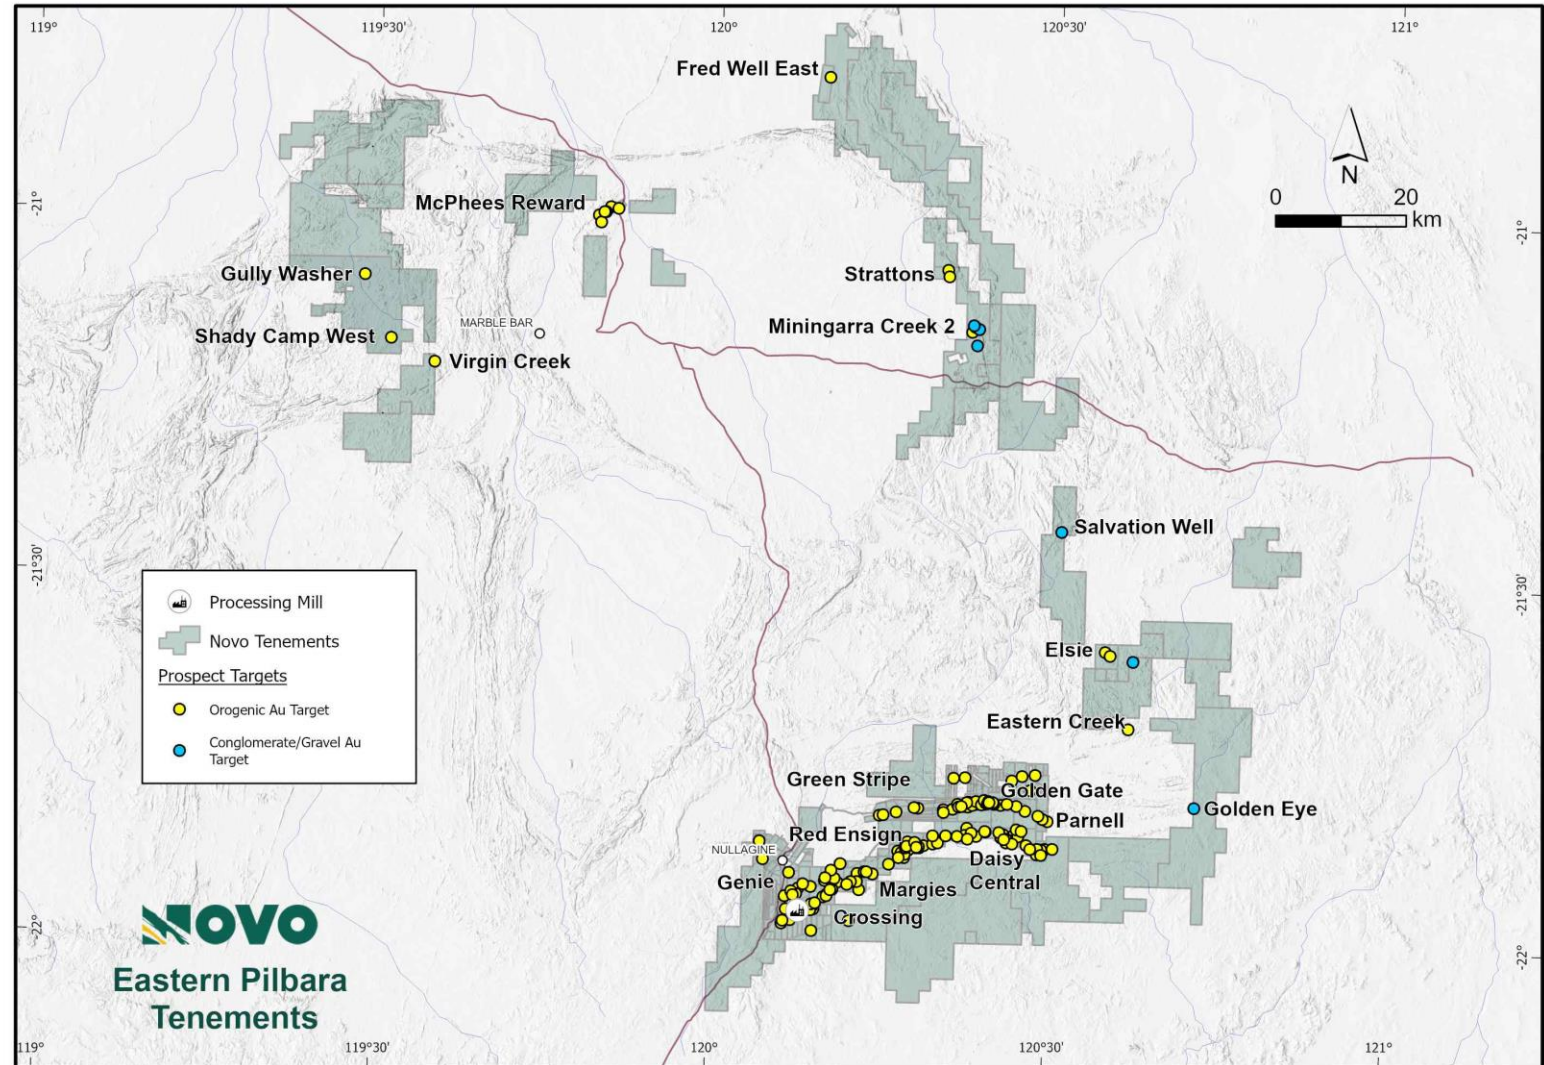 119°
119°30'
120°
120°30'
121°
Fred Well East
N
0
20
km
-21°
-21°
McPhees Reward
Gully Washer
Strattons
Shady Camp West
MARBLE BAR
Miningarra Creek 2
Virgin Creek
Salvation Well
-21°30'
-21°30'
Processing Mill
Novo Tenements
Prospect Targets
Orogenic Au Target
Conglomerate/Gravel Au
Target
Elsie
Eastern Creek
Green Stripe
Golden Gate
Golden Eye
Parnell
Red Ensign
NULLAGINE
Daisy
Central
Genie
Margies
Crossing
-22°
-22°
NOVO
Eastern Pilbara
Tenements
119°
119°30'
120°
120°30'
121°